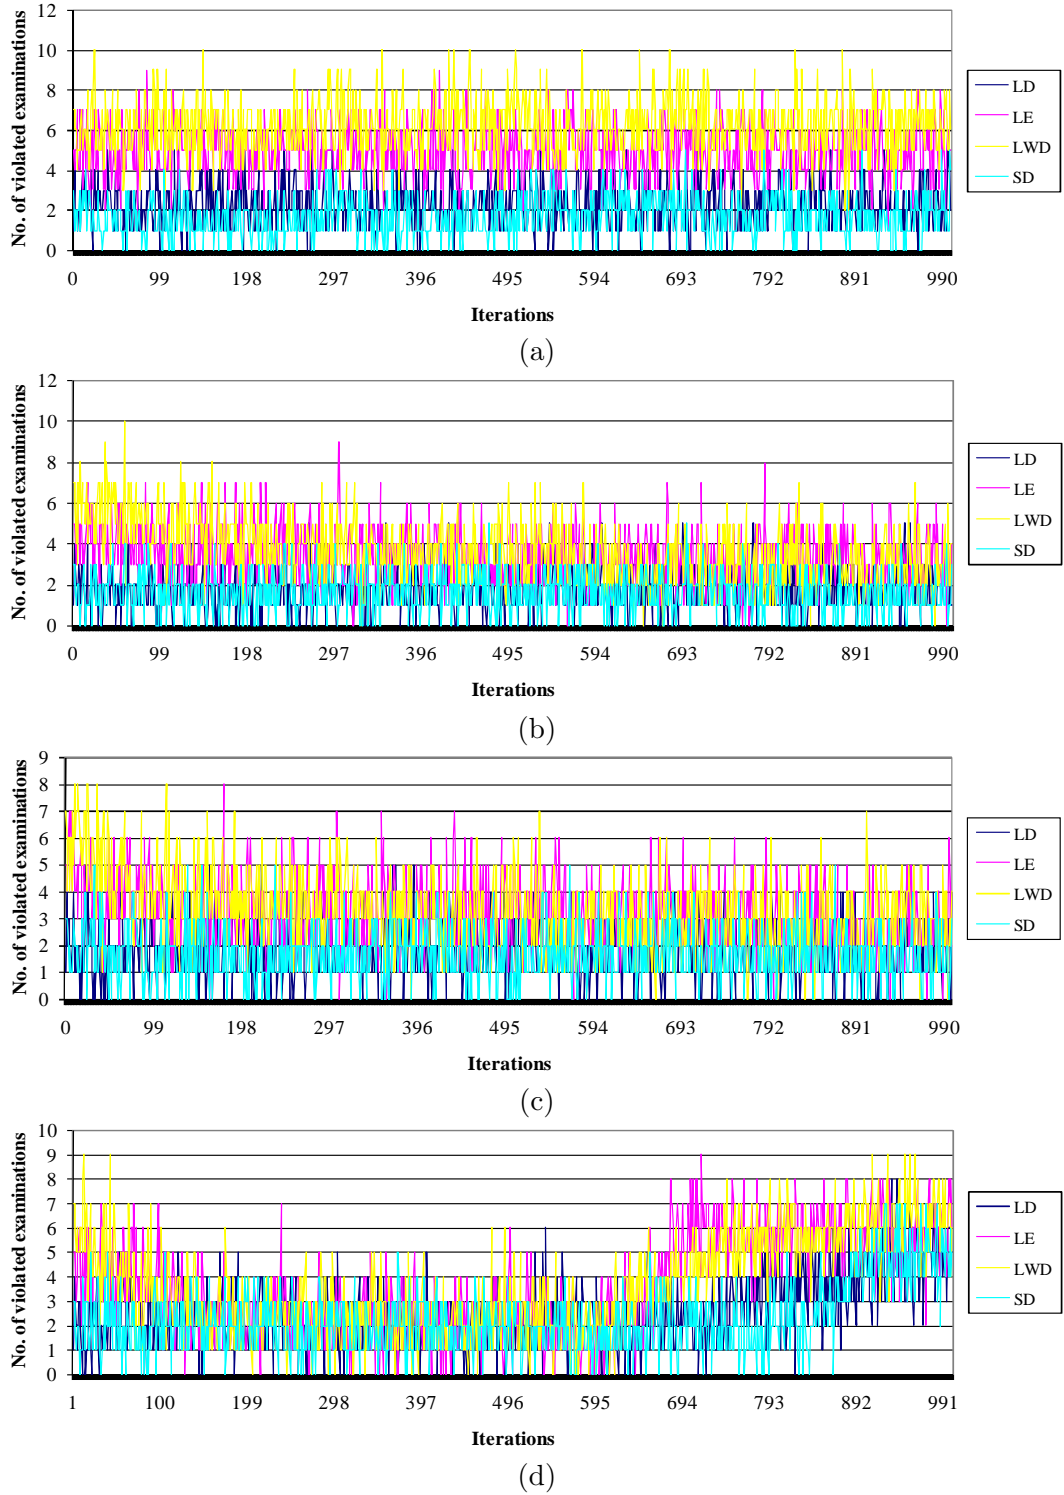 12
10
8
6
4
2
0
No. of violated examinations
0 99 198 297 396 495 594 693 792 891 990
Iterations
LD
LE
LWD
SD
(a)
12
10
8
6
4
2
0
No. of violated examinations
0 99 198 297 396 495 594 693 792 891 990
Iterations
LD
LE
LWD
SD
(b)
9
8
7
6
5
4
3
2
1
0
No. of violated examinations
0 99 198 297 396 495 594 693 792 891 990
Iterations
LD
LE
LWD
SD
(c)
10
9
8
7
6
5
4
3
2
1
0
No. of violated examinations
1 100 199 298 397 496 595 694 793 892 991
Iterations
LD
LE
LWD
SD
(d)